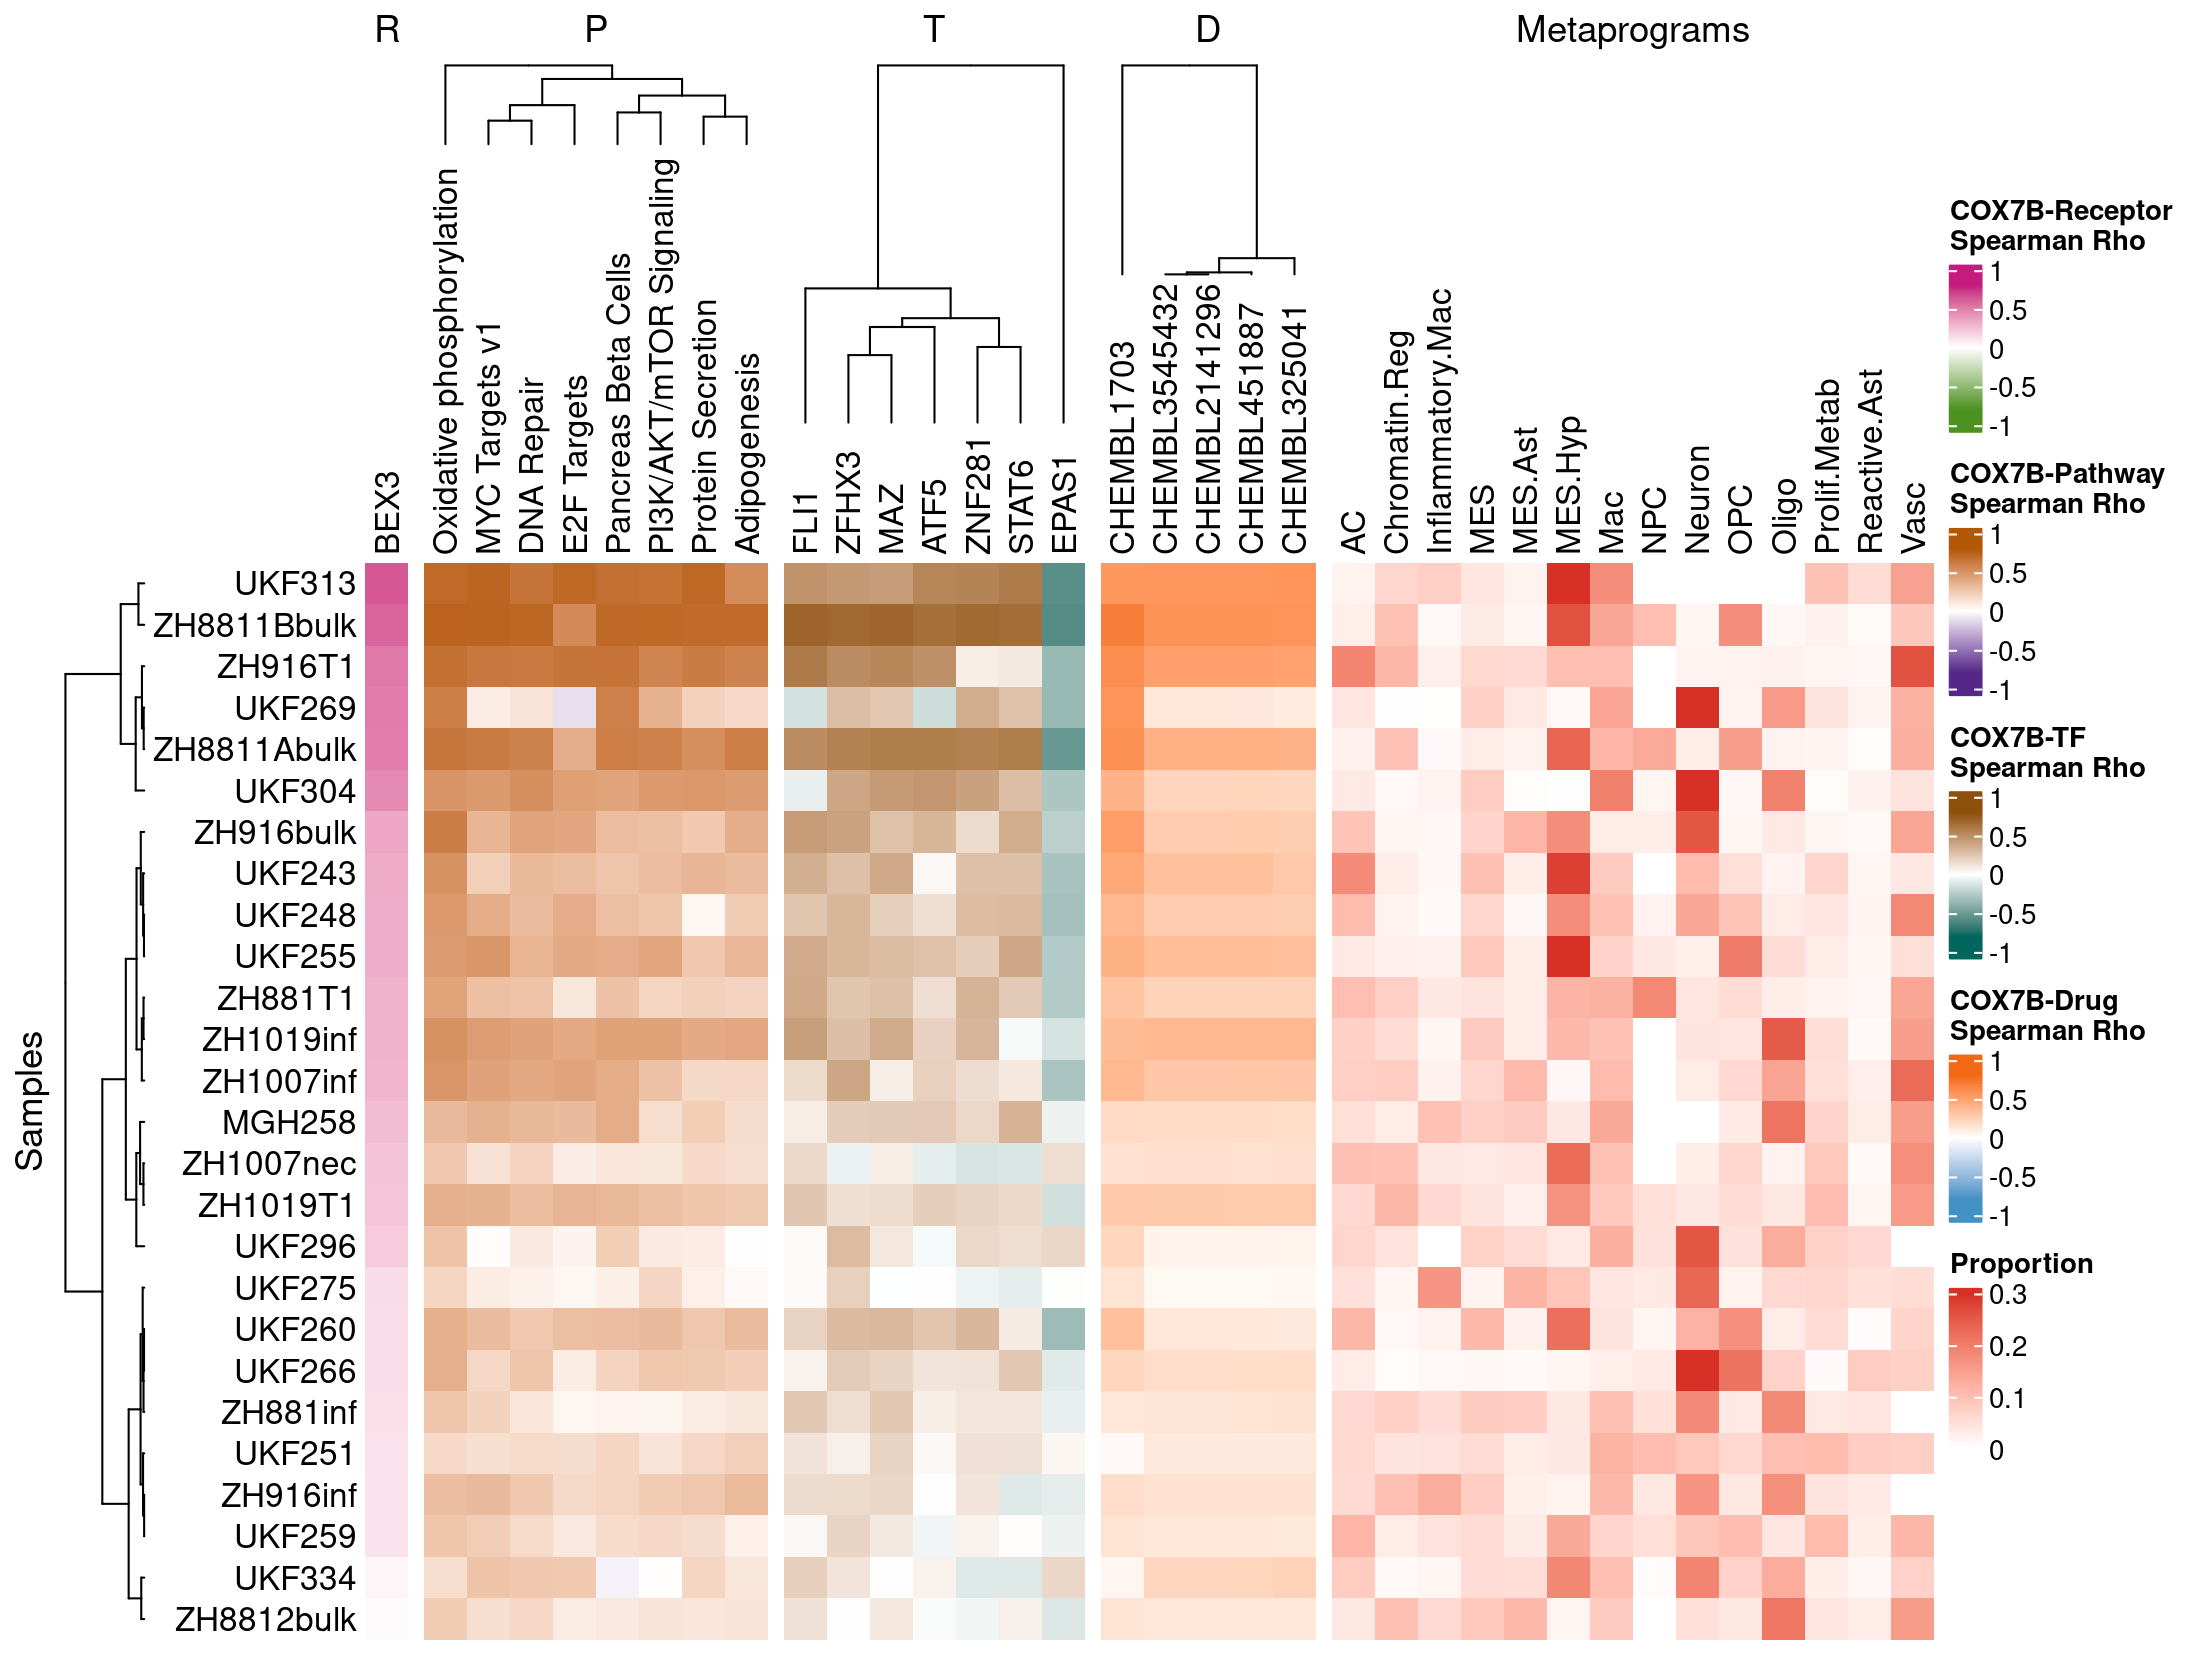 R
P
T
D
Metaprograms
BEX3
Oxidative phosphorylation
MYC Targets v1
DNA Repair
E2F Targets
Pancreas Beta Cells
PI3K/AKT/mTOR Signaling
Protein Secretion
Adipogenesis
FLI1
ZFHX3
MAZ
ATF5
ZNF281
STAT6
EPAS1
CHEMBL1703
CHEMBL3545432
CHEMBL2141296
CHEMBL451887
CHEMBL325041
AC
Chromatin.Reg
Inflammatory.Mac
MES
MES.Ast
MES.Hyp
Mac
NPC
Neuron
OPC
Oligo
Prolif.Metab
Reactive.Ast
Vasc
Samples
UKF313
ZH8811Bbulk
ZH916T1
UKF269
ZH8811Abulk
UKF304
ZH916bulk
UKF243
UKF248
UKF255
ZH881T1
ZH1019inf
ZH1007inf
MGH258
ZH1007nec
ZH1019T1
UKF296
UKF275
UKF260
UKF266
ZH881inf
UKF251
ZH916inf
UKF259
UKF334
ZH8812bulk
COX7B-Receptor
Spearman Rho
1
0.5
0
-0.5
-1
COX7B-Pathway
Spearman Rho
1
0.5
0
-0.5
-1
COX7B-TF
Spearman Rho
1
0.5
0
-0.5
-1
COX7B-Drug
Spearman Rho
1
0.5
0
-0.5
-1
Proportion
0.3
0.2
0.1
0